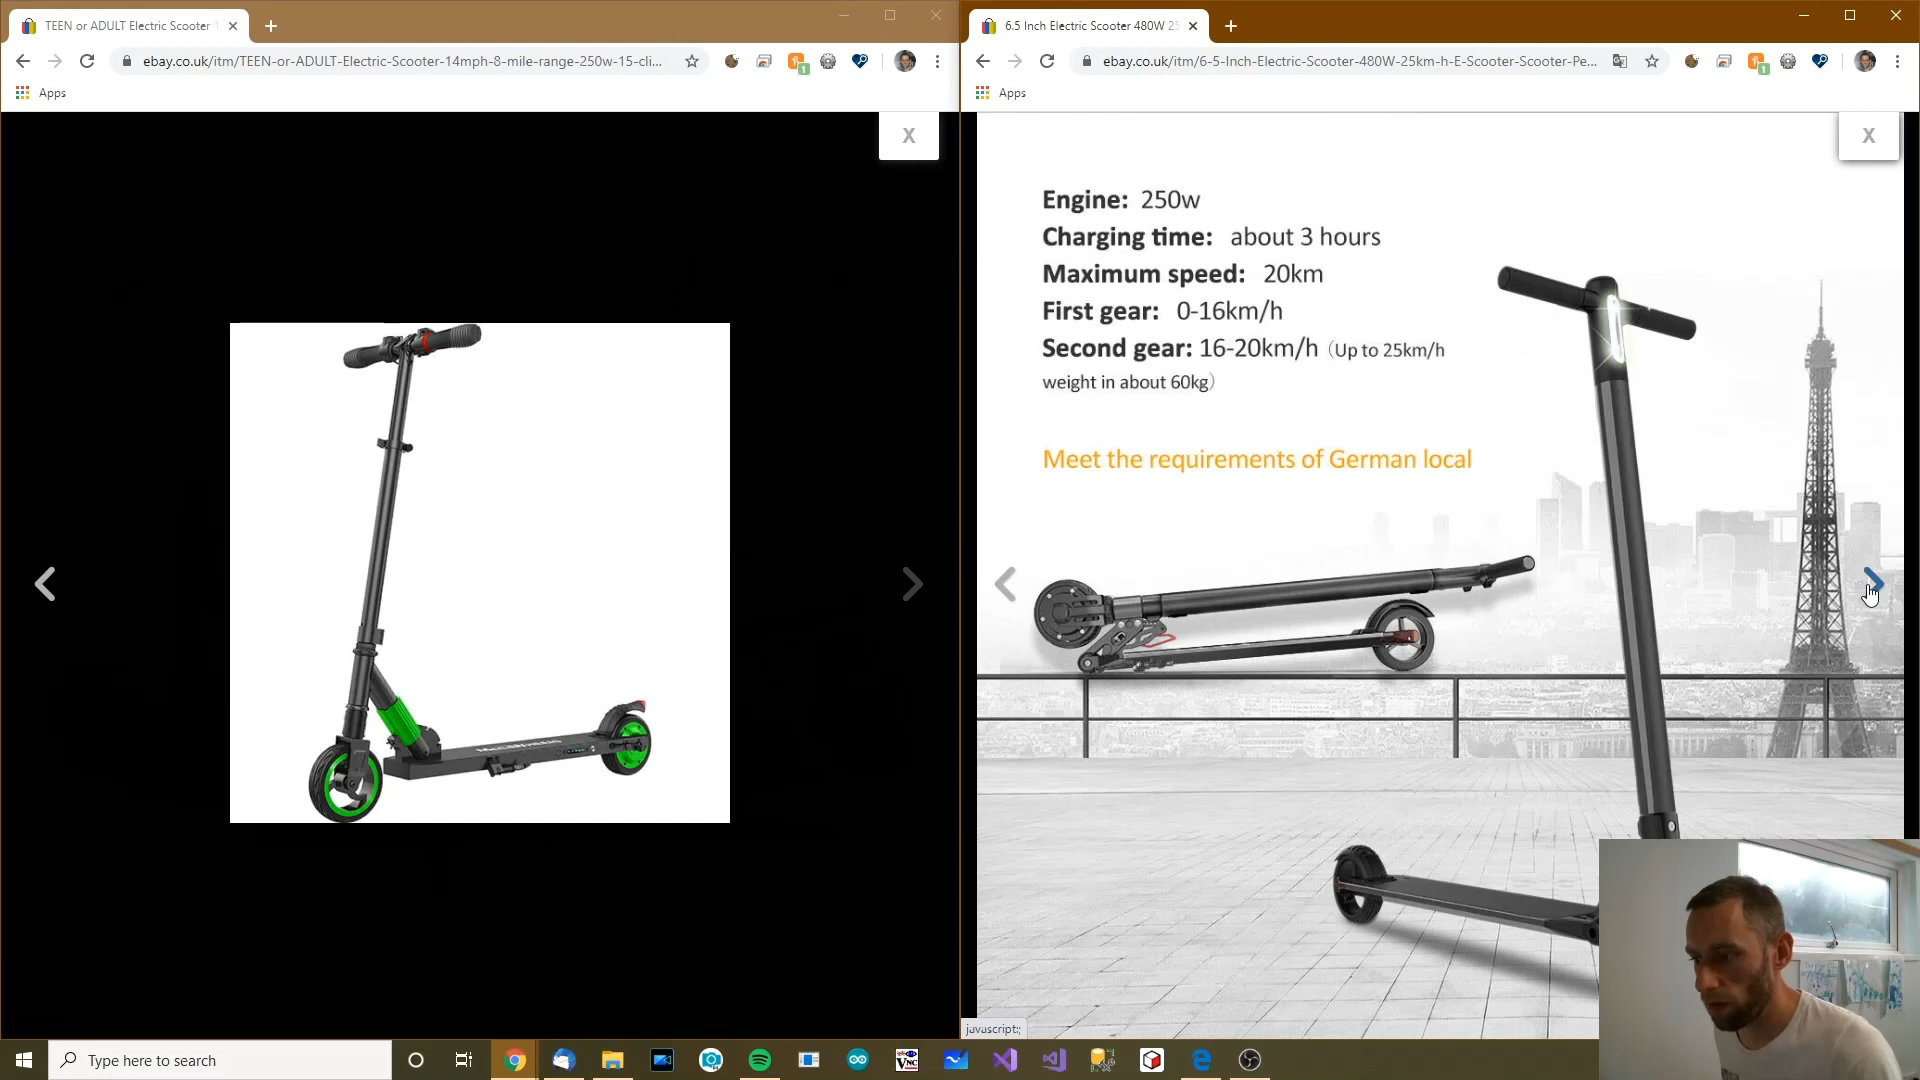 TEEN or ADULT Electric Scooter
ebay.co.uk/itm/TEEN-or-ADULT-Electric-Scooter-14mph-8-mile-range-250w-15-cli...
1
Apps
X
6.5 Inch Electric Scooter 480W 25
ebay.co.uk/itm/6-5-Inch-Electric-Scooter-480W-25km-h-E-Scooter-Scooter-Pe...
1
Apps
X
Engine: 250w
Charging time: about 3 hours
Maximum speed: 20km
First gear: 0-16km/h
Second gear: 16-20km/h (Up to 25km/h
weight in about 60kg)
Meet the requirements of German local
javascript:;
Type here to search